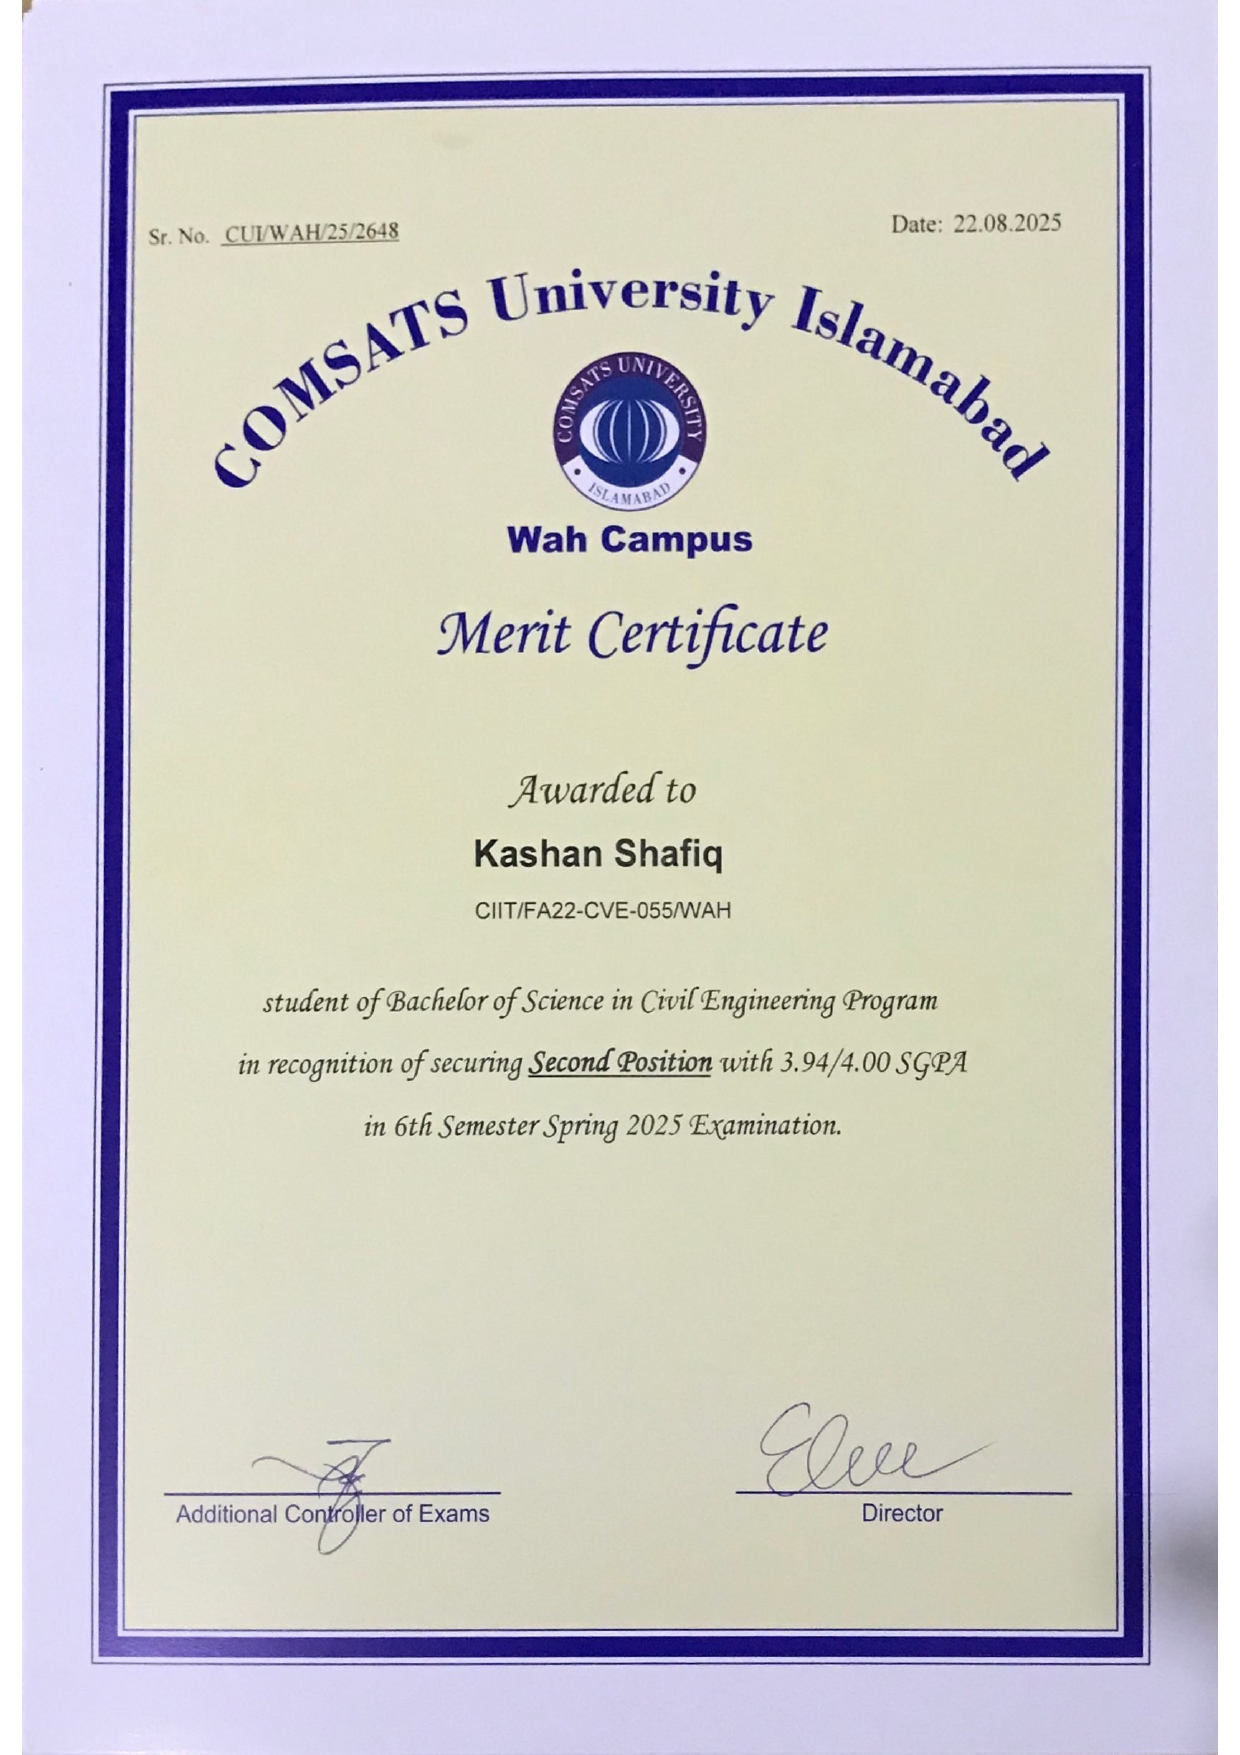 Sr. No. CUI/WAH/25/2648
Date: 22.08.2025
COMSATS University Islamabad
COMSATS UNIVERSITY
• ISLAMABAD •
Wah Campus
Merit Certificate
Awarded to
Kashan Shafiq
CIIT/FA22-CVE-055/WAH
student of Bachelor of Science in Civil Engineering Program
in recognition of securing Second Position with 3.94/4.00 SGPA
in 6th Semester Spring 2025 Examination.
Additional Controller of Exams
Director